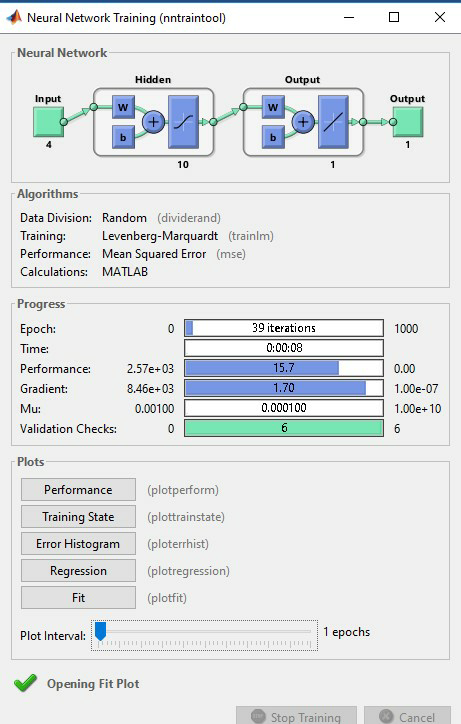 Neural Network Training (nntraintool)
Neural Network
Hidden Output
Input W b + W b + Output
4 10 1 1
Algorithms
Data Division: Random (dividerand)
Training: Levenberg-Marquardt (trainlm)
Performance: Mean Squared Error (mse)
Calculations: MATLAB
Progress
Epoch: 0 39 iterations 1000
Time: 0:00:08
Performance: 2.57e+03 15.7 0.00
Gradient: 8.46e+03 1.70 1.00e-07
Mu: 0.00100 0.000100 1.00e+10
Validation Checks: 0 6 6
Plots
Performance (plotperform)
Training State (plottrainstate)
Error Histogram (ploterrhist)
Regression (plotregression)
Fit (plotfit)
Plot Interval: 1 epochs
Opening Fit Plot
Stop Training Cancel